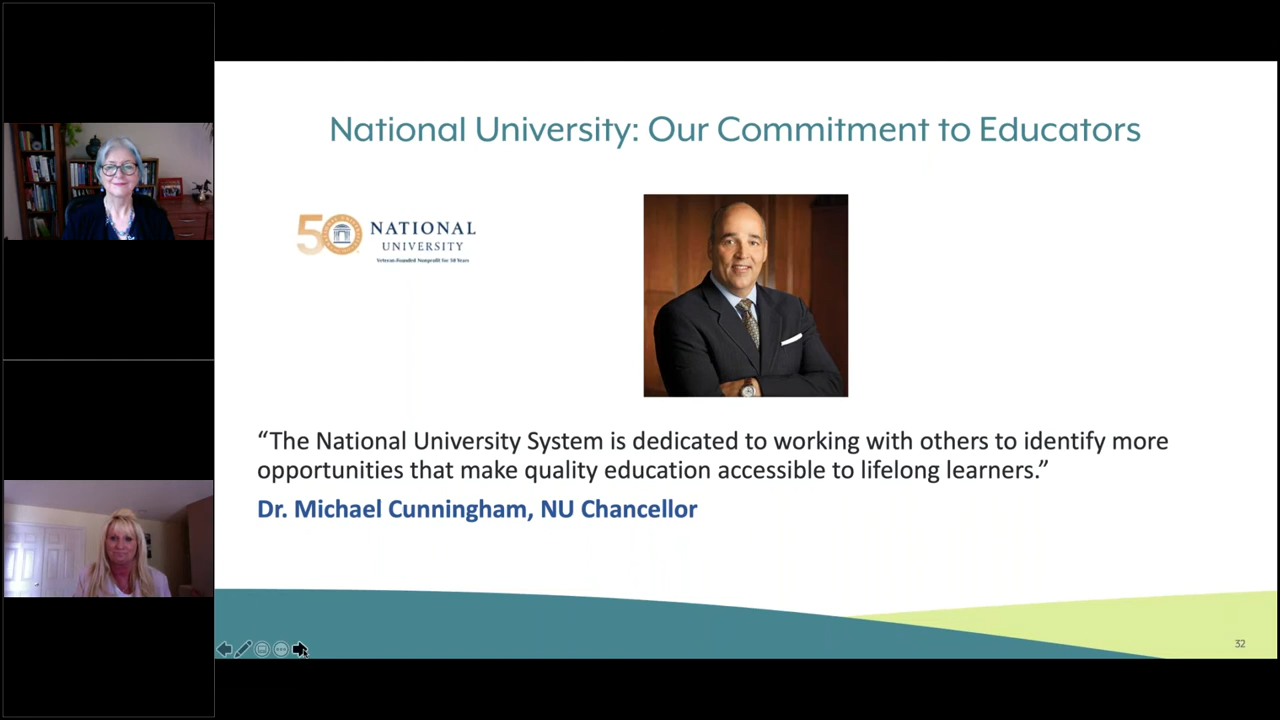 National University: Our Commitment to Educators
50
NATIONAL
UNIVERSITY
Veteran-Founded Nonprofit for 50 Years
“The National University System is dedicated to working with others to identify more
opportunities that make quality education accessible to lifelong learners.”
Dr. Michael Cunningham, NU Chancellor
32